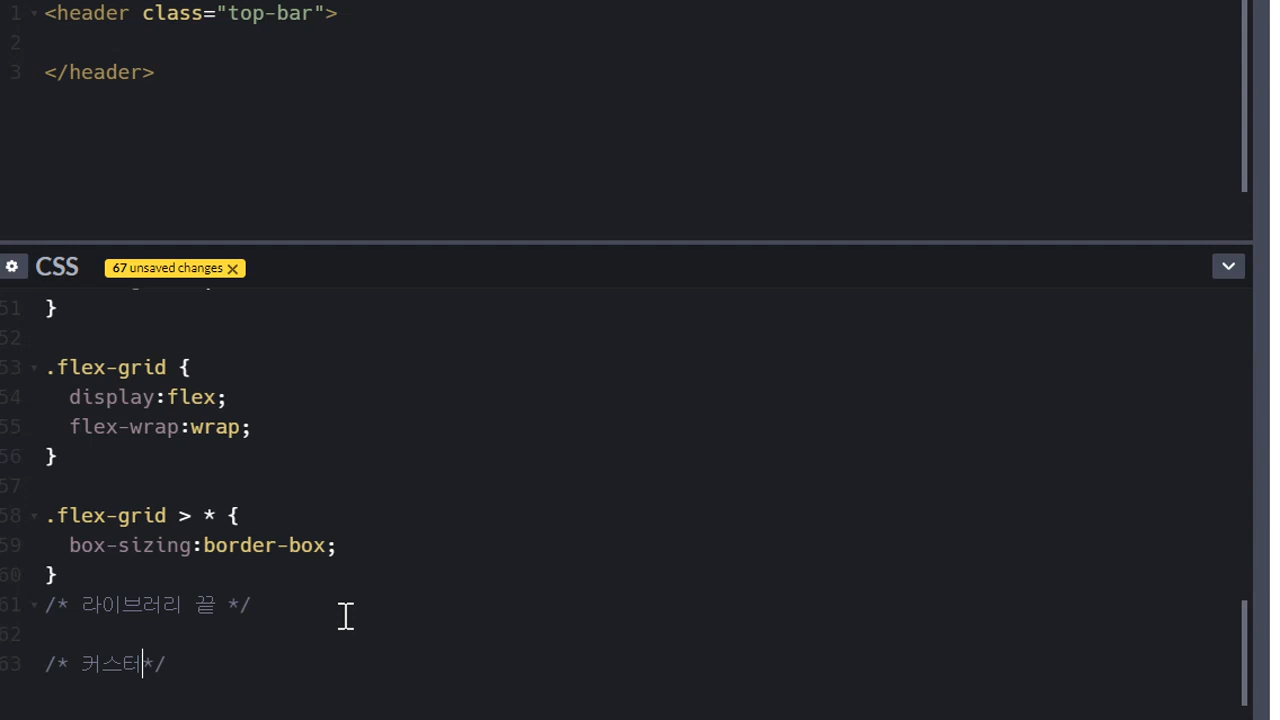 1 <header class="top-bar">
2
3 </header>
CSS 67 unsaved changes
51 }
52
53 .flex-grid {
54 display:flex;
55 flex-wrap:wrap;
56 }
57
58 .flex-grid > * {
59 box-sizing:border-box;
60 }
61 /* 라이브러리 끝 */
62
63 /* 커스터*/